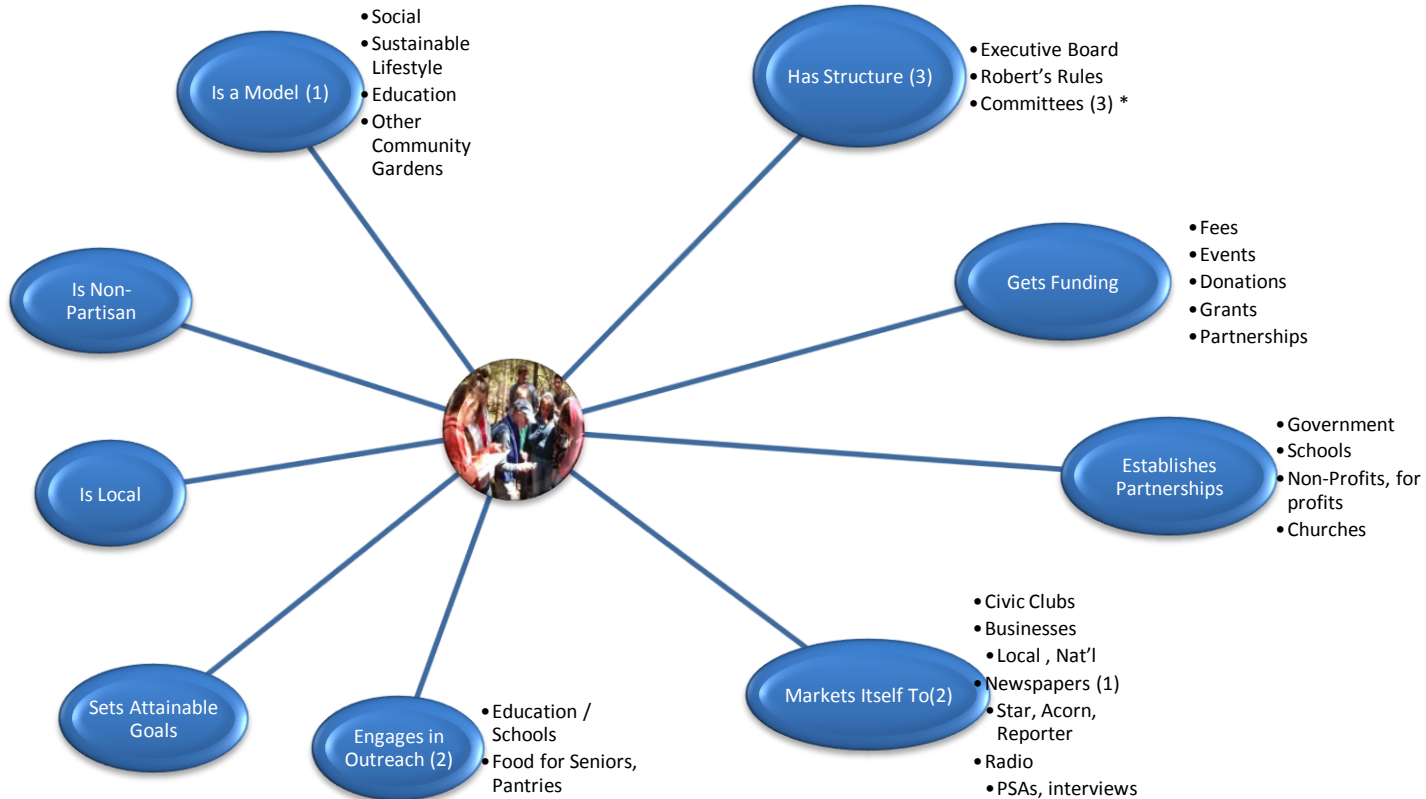 Is a Model (1)
•Social
•Sustainable
Lifestyle
•Education
•Other
Community
Gardens
Has Structure (3)
•Executive Board
•Robert’s Rules
•Committees (3) *
Gets Funding
•Fees
•Events
•Donations
•Grants
•Partnerships
Establishes
Partnerships
•Government
•Schools
•Non-Profits, for
profits
•Churches
Markets Itself To(2)
•Civic Clubs
•Businesses
•Local , Nat’l
•Newspapers (1)
•Star, Acorn,
Reporter
•Radio
•PSAs, interviews
Engages in
Outreach (2)
•Education /
Schools
•Food for Seniors,
Pantries
Sets Attainable
Goals
Is Local
Is Non-
Partisan